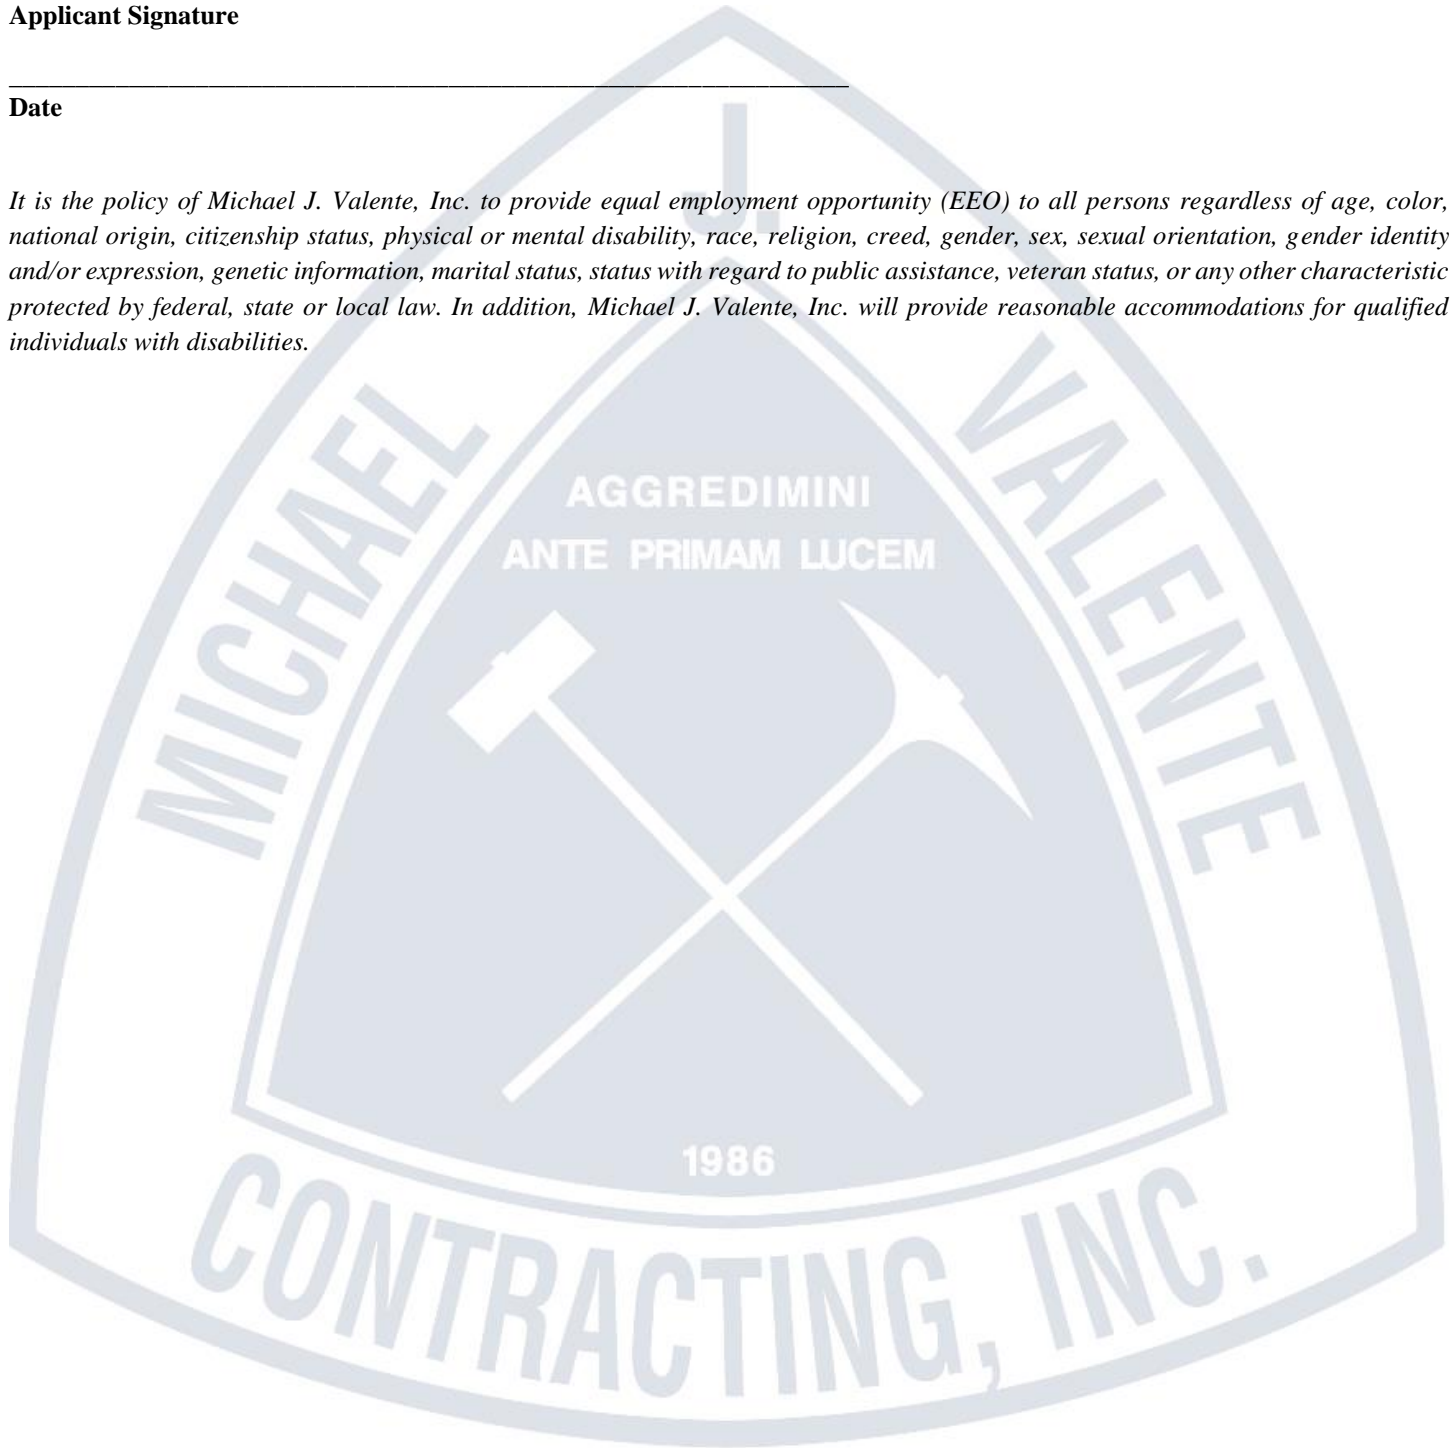 Applicant Signature
________________________________________________________________
Date
It is the policy of Michael J. Valente, Inc. to provide equal employment opportunity (EEO) to all persons regardless of age, color,
national origin, citizenship status, physical or mental disability, race, religion, creed, gender, sex, sexual orientation, gender identity
and/or expression, genetic information, marital status, status with regard to public assistance, veteran status, or any other characteristic
protected by federal, state or local law. In addition, Michael J. Valente, Inc. will provide reasonable accommodations for qualified
individuals with disabilities.
MICHAEL
J.
VALENTE
AGGREDIMINI
ANTE PRIMAM LUCEM
1986
CONTRACTING, INC.